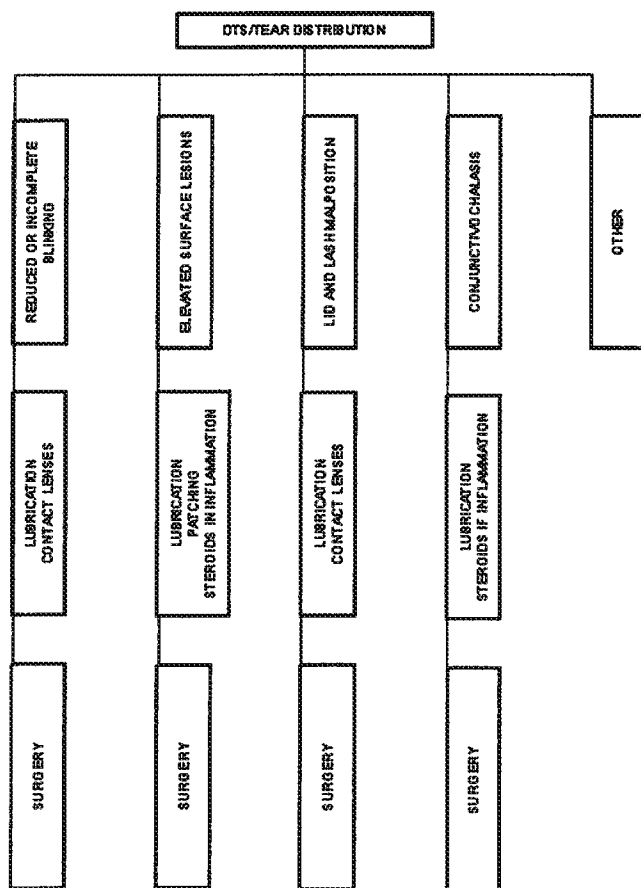 DTS/TEAR DISTRIBUTION
REDUCED OR INCOMPLETE
BLINKING
ELEVATED SURFACE LESIONS
LID AND LASH MALPOSITION
CONJUNCTIVOCHALASIS
OTHER
LUBRICATION
CONTACT LENSES
LUBRICATION
PATCHING
STEROIDS IN INFLAMMATION
LUBRICATION
CONTACT LENSES
LUBRICATION
STEROIDS IF INFLAMMATION
SURGERY
SURGERY
SURGERY
SURGERY